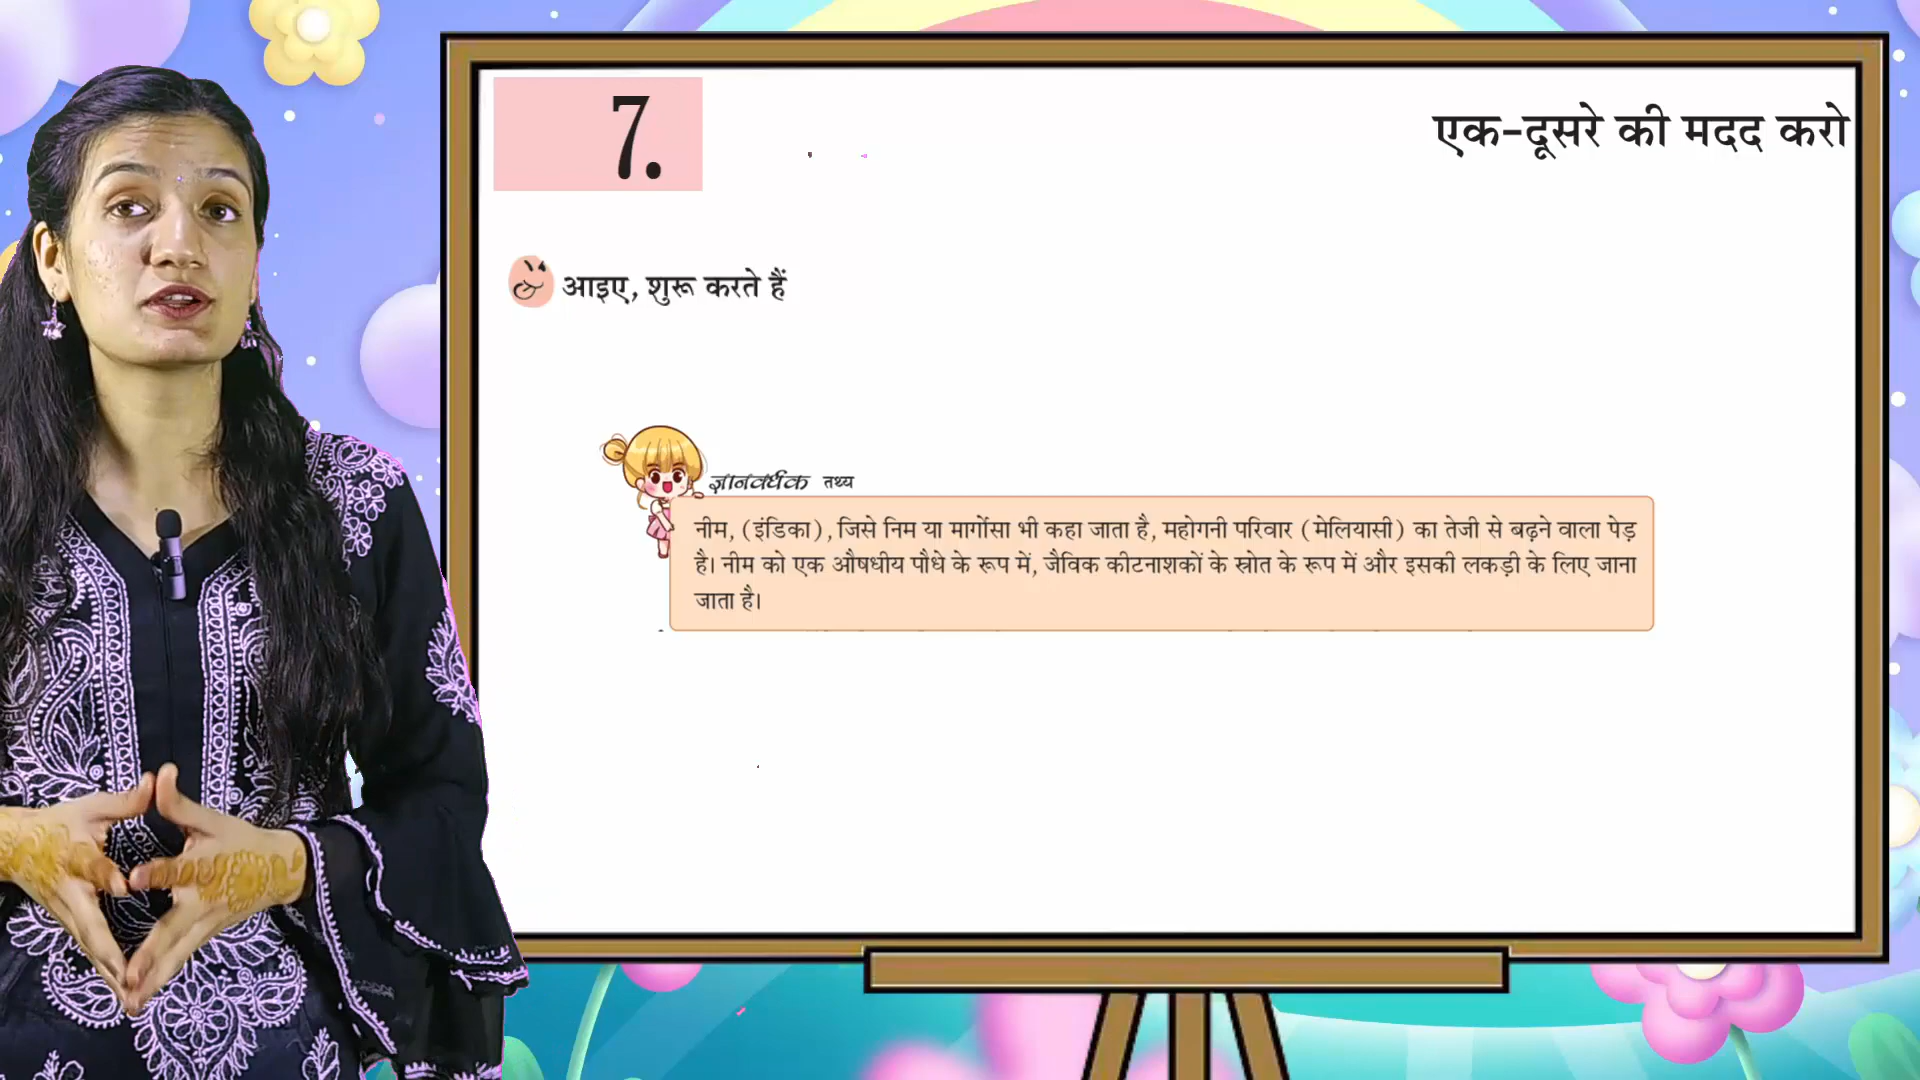 7.
एक-दूसरे की मदद करो
आइए, शुरू करते हैं
ज्ञानवर्धक तथ्य
नीम, (इंडिका), जिसे निम या मार्गोसा भी कहा जाता है, महोगनी परिवार (मेलियासी) का तेजी से बढ़ने वाला पेड़
है। नीम को एक औषधीय पौधे के रूप में, जैविक कीटनाशकों के स्रोत के रूप में और इसकी लकड़ी के लिए जाना
जाता है।